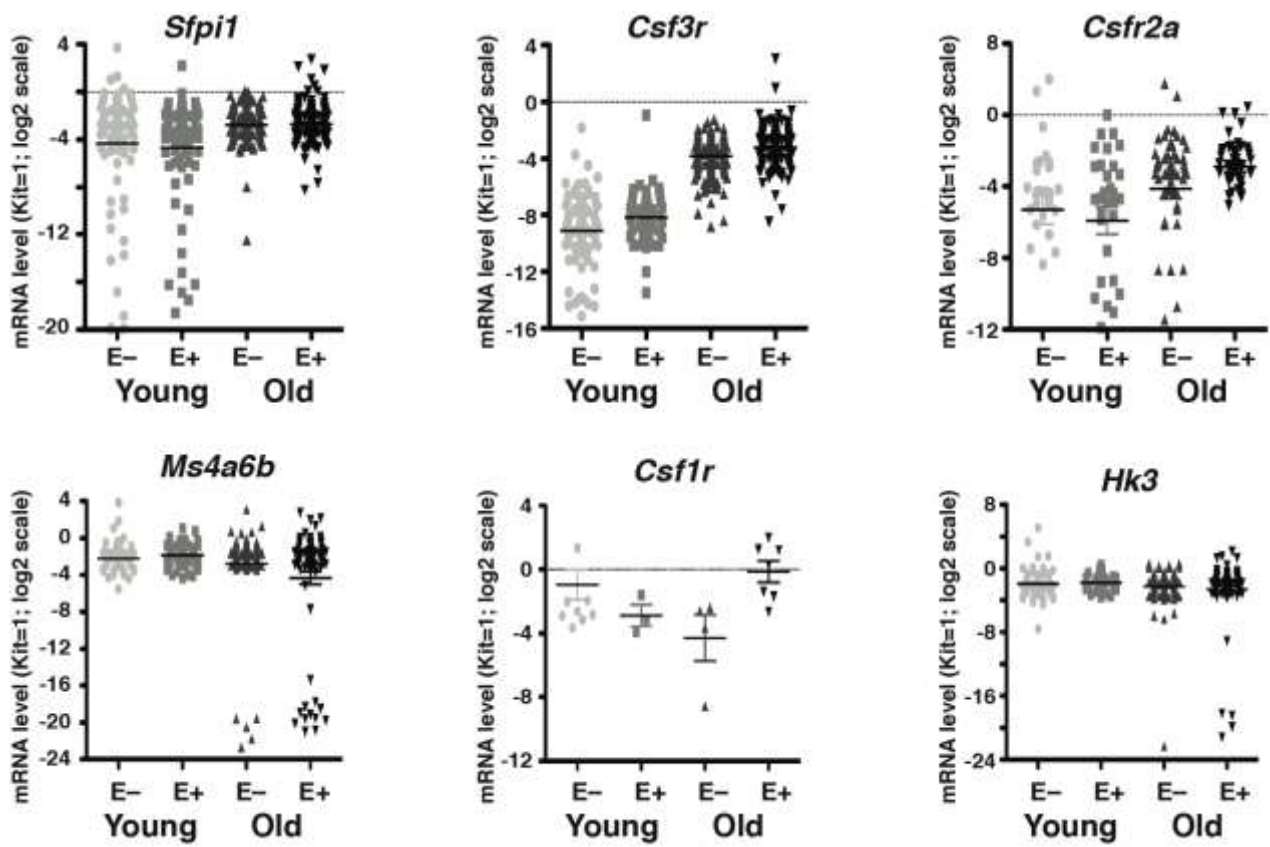 Sfpi1
mRNA level (Kit=1; log2 scale)
4
-4
-12
-20
E− E+ E− E+
Young Old
Csf3r
mRNA level (Kit=1; log2 scale)
4
0
-4
-8
-12
-16
E− E+ E− E+
Young Old
Csfr2a
mRNA level (Kit=1; log2 scale)
8
0
-4
-8
-12
E− E+ E− E+
Young Old
Ms4a6b
mRNA level (Kit=1; log2 scale)
4
0
-4
-8
-12
-16
-20
-24
E− E+ E− E+
Young Old
Csf1r
mRNA level (Kit=1; log2 scale)
4
0
-4
-8
-12
E− E+ E− E+
Young Old
Hk3
mRNA level (Kit=1; log2 scale)
8
0
-8
-16
-24
E− E+ E− E+
Young Old